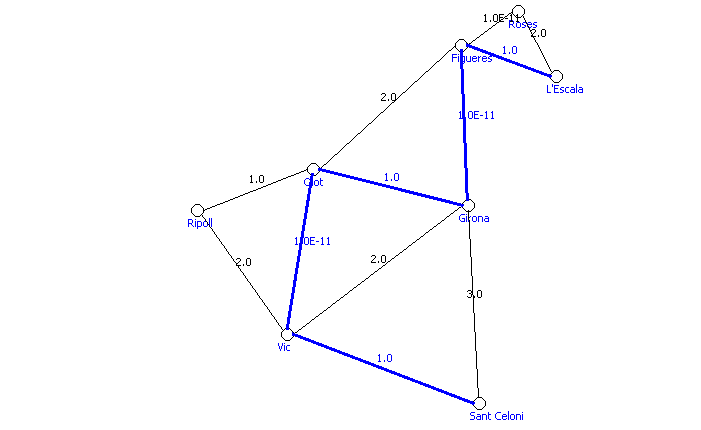 1.0E-11
Roses
2.0
Figueres
1.0
L'Escala
2.0
1.0E-11
1.0
Olot
1.0
Ripoll
Girona
1.0E-11
2.0
2.0
3.0
Vic
1.0
Sant Celoni